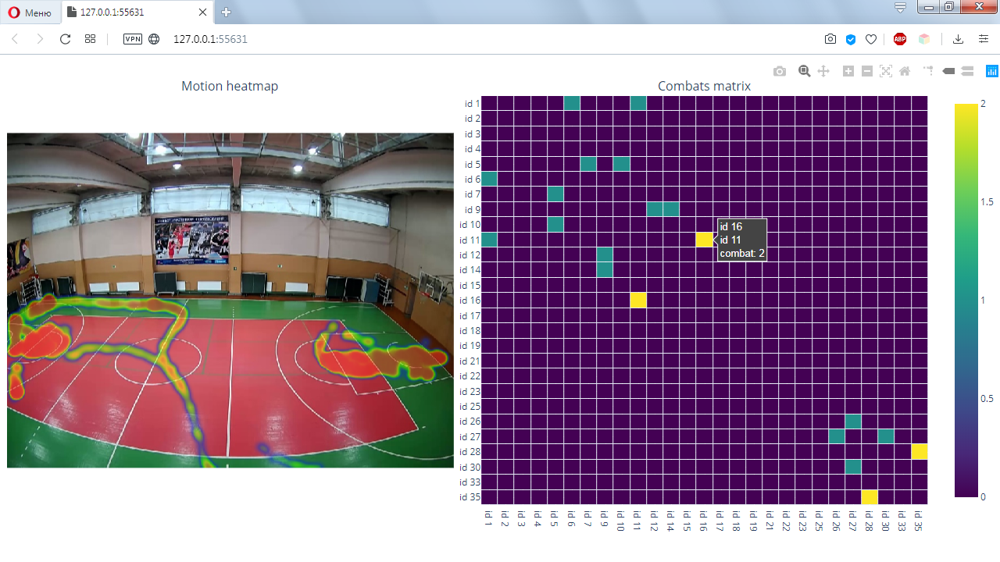 Меню
127.0.0.1:55631
VPN
127.0.0.1:55631
ABP
Motion heatmap
Combats matrix
id 1
id 2
id 3
id 4
id 5
id 6
id 7
id 9
id 10
id 11
id 12
id 14
id 15
id 16
id 17
id 18
id 19
id 21
id 22
id 23
id 25
id 26
id 27
id 28
id 30
id 33
id 35
id 16
id 11
combat: 2
id 1
id 2
id 3
id 4
id 5
id 6
id 7
id 9
id 10
id 11
id 12
id 14
id 15
id 16
id 17
id 18
id 19
id 21
id 22
id 23
id 25
id 26
id 27
id 28
id 30
id 33
id 35
2
1.5
1
0.5
0